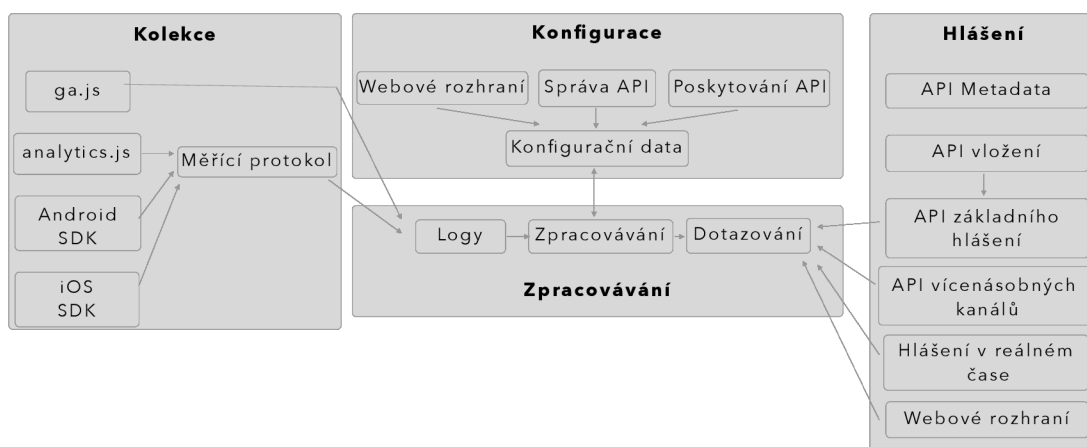 Kolekce
ga.js
analytics.js
Měřící protokol
Android
SDK
iOS
SDK
Konfigurace
Webové rozhraní
Správa API
Poskytování API
Konfigurační data
Logy
Zpracovávání
Dotazování
Zpracovávání
Hlášení
API Metadata
API vložení
API základního
hlášení
API vícenásobných
kanálů
Hlášení v reálném
čase
Webové rozhraní